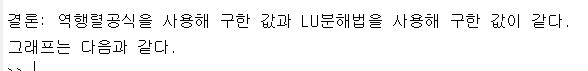 결론: 역행렬공식을 사용해 구한 값과 LU분해법을 사용해 구한 값이 같다.
그래프는 다음과 같다.
>> |